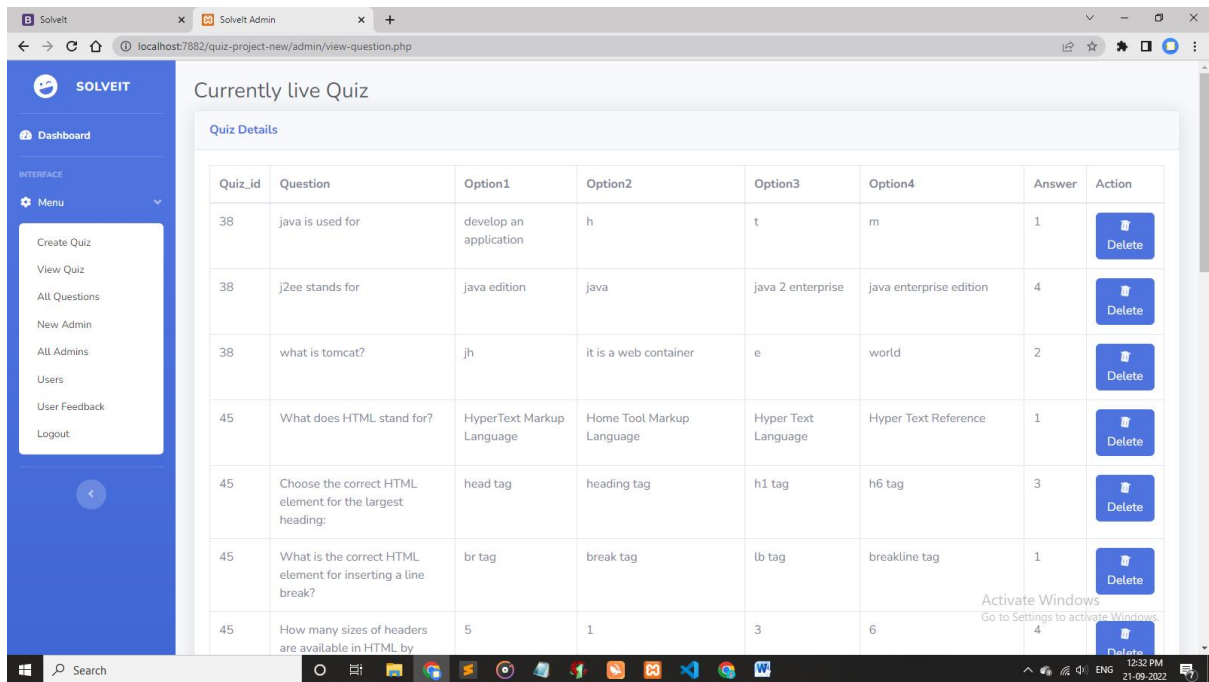 SolveIt
SolveIt Admin
localhost:7882/quiz-project-new/admin/view-question.php
SOLVEIT
Dashboard
INTERFACE
Menu
Create Quiz
View Quiz
All Questions
New Admin
All Admins
Users
User Feedback
Logout
Currently live Quiz
Quiz Details
Quiz_id Question Option1 Option2 Option3 Option4 Answer Action
38 java is used for develop an h t m 1
application
Delete
38 j2ee stands for java edition java java 2 enterprise java enterprise edition 4
Delete
38 what is tomcat? jh it is a web container e world 2
Delete
45 What does HTML stand for? HyperText Markup Home Tool Markup Hyper Text Hyper Text Reference 1
Language Language Language
Delete
45 Choose the correct HTML head tag heading tag h1 tag h6 tag 3
element for the largest
Delete
heading:
45 What is the correct HTML br tag break tag lb tag breakline tag 1
element for inserting a line
Delete
break?
45 How many sizes of headers 5 1 3 6 4
are available in HTML by
Delete
Activate Windows
Go to Settings to activate Windows.
Search
ENG
12:32 PM
21-09-2022
7